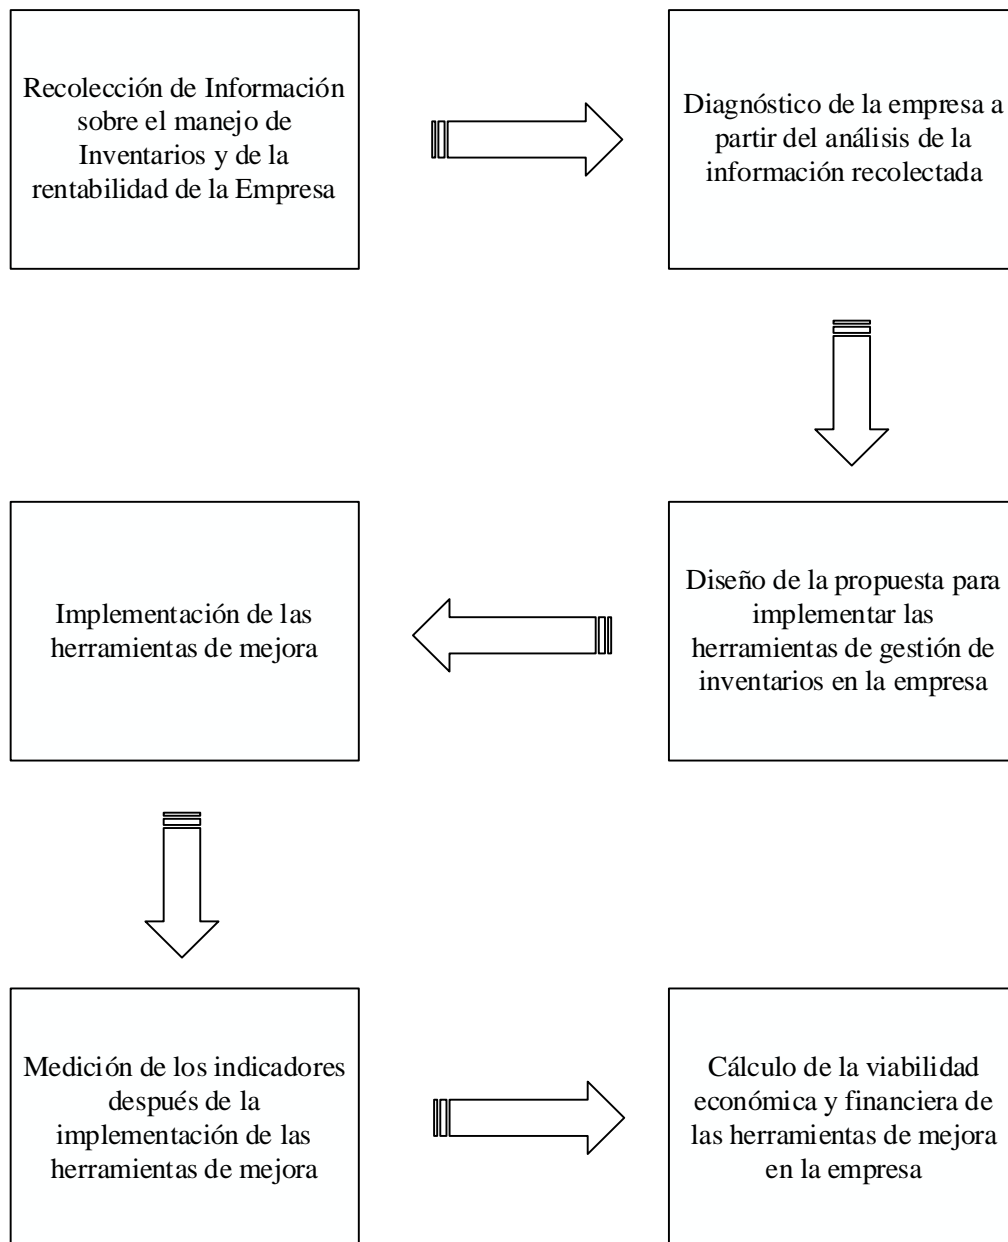 Recolección de Información
sobre el manejo de
Inventarios y de la
rentabilidad de la Empresa
Diagnóstico de la empresa a
partir del análisis de la
información recolectada
Diseño de la propuesta para
implementar las
herramientas de gestión de
inventarios en la empresa
Implementación de las
herramientas de mejora
Medición de los indicadores
después de la
implementación de las
herramientas de mejora
Cálculo de la viabilidad
económica y financiera de
las herramientas de mejora
en la empresa